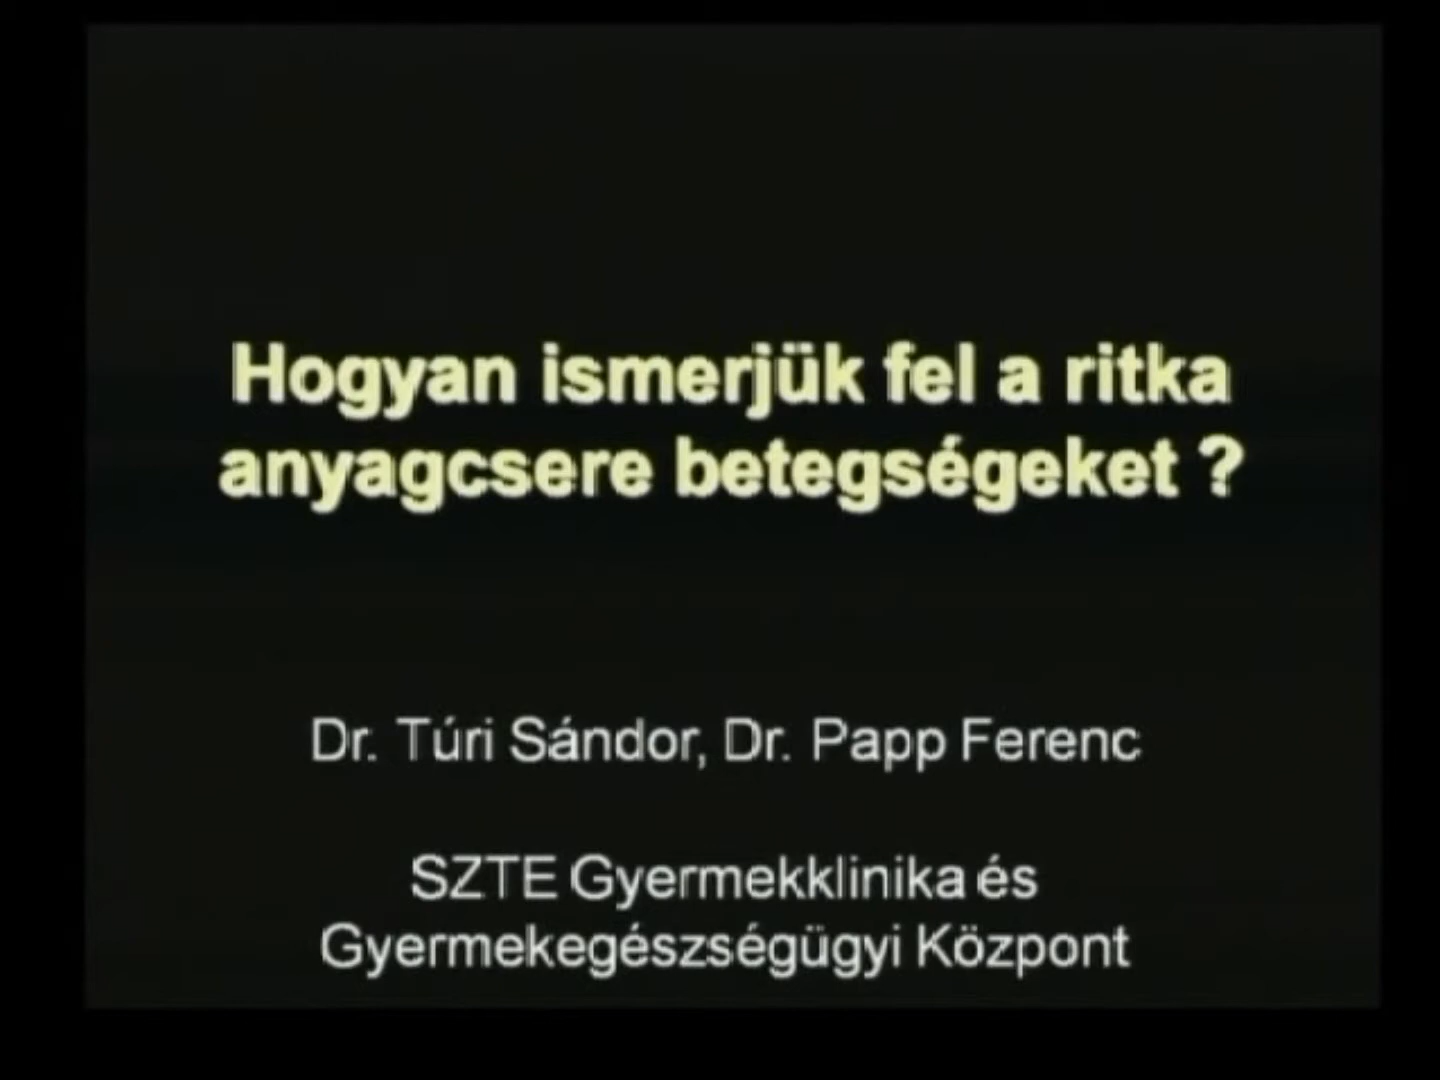 Hogyan ismerjük fel a ritka
anyagcsere betegségeket ?
Dr. Túri Sándor, Dr. Papp Ferenc
SZTE Gyermekklinika és
Gyermekegészségügyi Központ